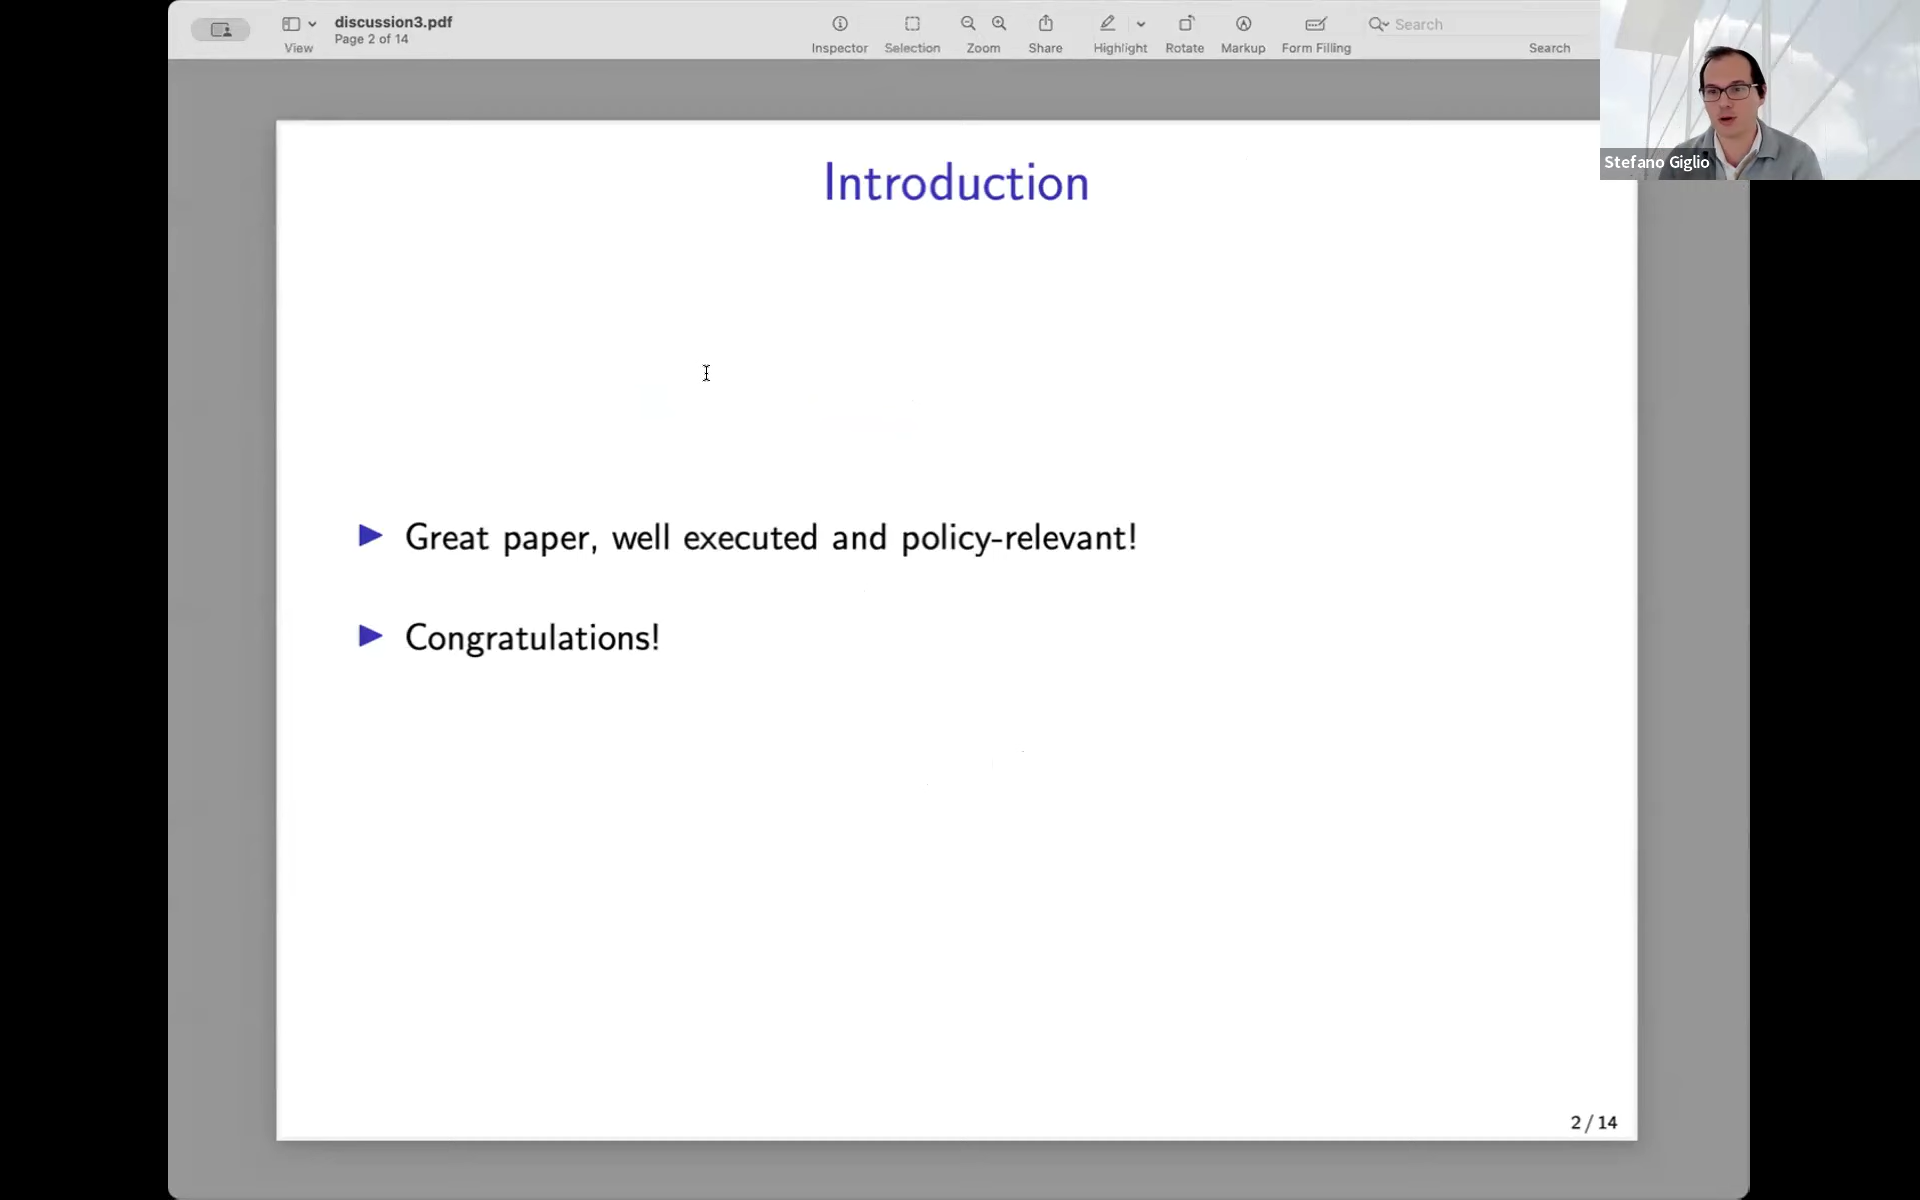 discussion3.pdf
Page 2 of 14
View
Inspector
Selection
Zoom
Share
Highlight
Rotate
Markup
Form Filling
Search
Search
Stefano Giglio
Introduction
Great paper, well executed and policy-relevant!
Congratulations!
2 / 14